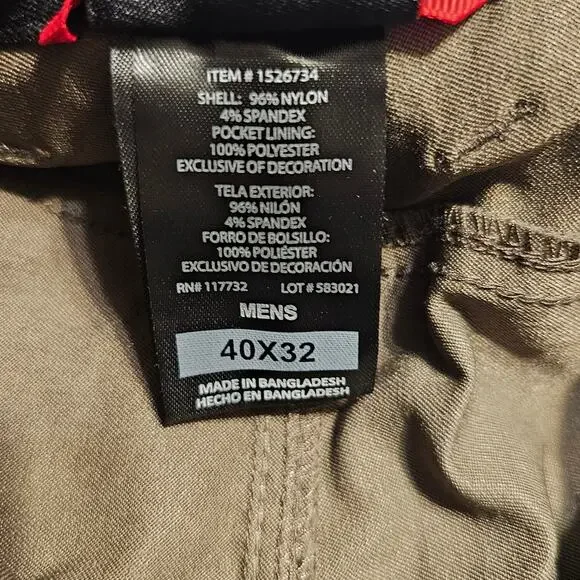 ITEM # 1526734
SHELL: 96% NYLON
4% SPANDEX
POCKET LINING:
100% POLYESTER
EXCLUSIVE OF DECORATION
TELA EXTERIOR:
96% NILÓN
4% SPANDEX
FORRO DE BOLSILLO:
100% POLIÉSTER
EXCLUSIVO DE DECORACIÓN
RN# 117732 LOT # 583021
MENS
40X32
MADE IN BANGLADESH
HECHO EN BANGLADESH